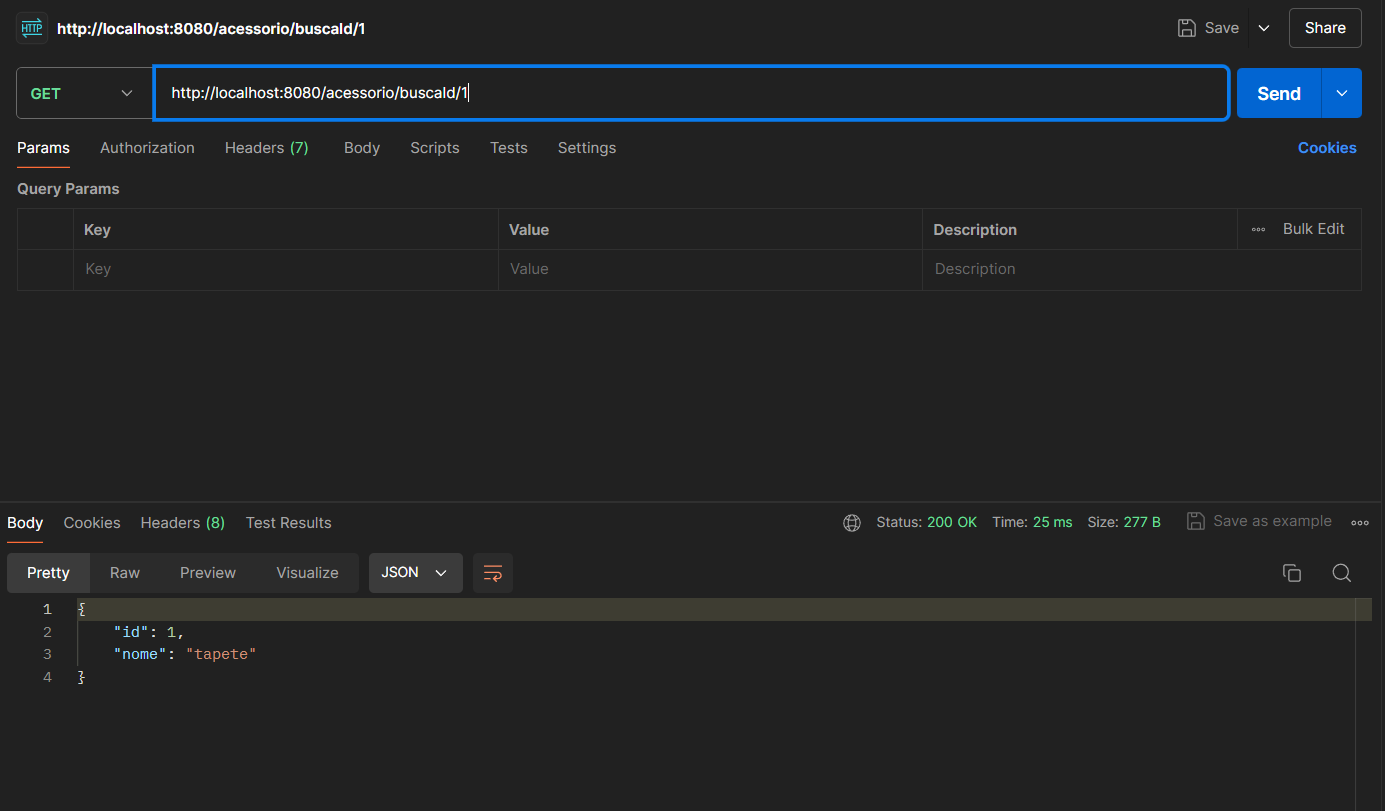 HTTP http://localhost:8080/acessorio/buscaId/1 Save Share
GET http://localhost:8080/acessorio/buscaId/1 Send
Params Authorization Headers (7) Body Scripts Tests Settings Cookies
Query Params
Key Value Description Bulk Edit
Key Value Description
Body Cookies Headers (8) Test Results Status: 200 OK Time: 25 ms Size: 277 B Save as example
Pretty Raw Preview Visualize JSON
1 {
2 "id": 1,
3 "nome": "tapete"
4 }